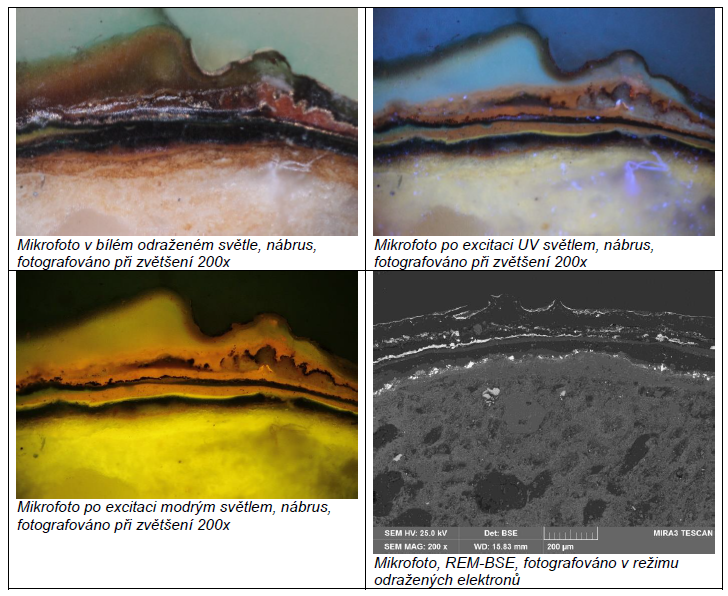 Mikrofoto v bílém odraženém světle, nábrus,
fotografováno při zvětšení 200x
Mikrofoto po excitaci UV světlem, nábrus,
fotografováno při zvětšení 200x
Mikrofoto po excitaci modrým světlem, nábrus,
fotografováno při zvětšení 200x
SEM HV: 25.0 kV Det: BSE MIRA3 TESCAN
SEM MAG: 200 x WD: 15.83 mm 200 µm
Mikrofoto, REM-BSE, fotografováno v režimu
odražených elektronů